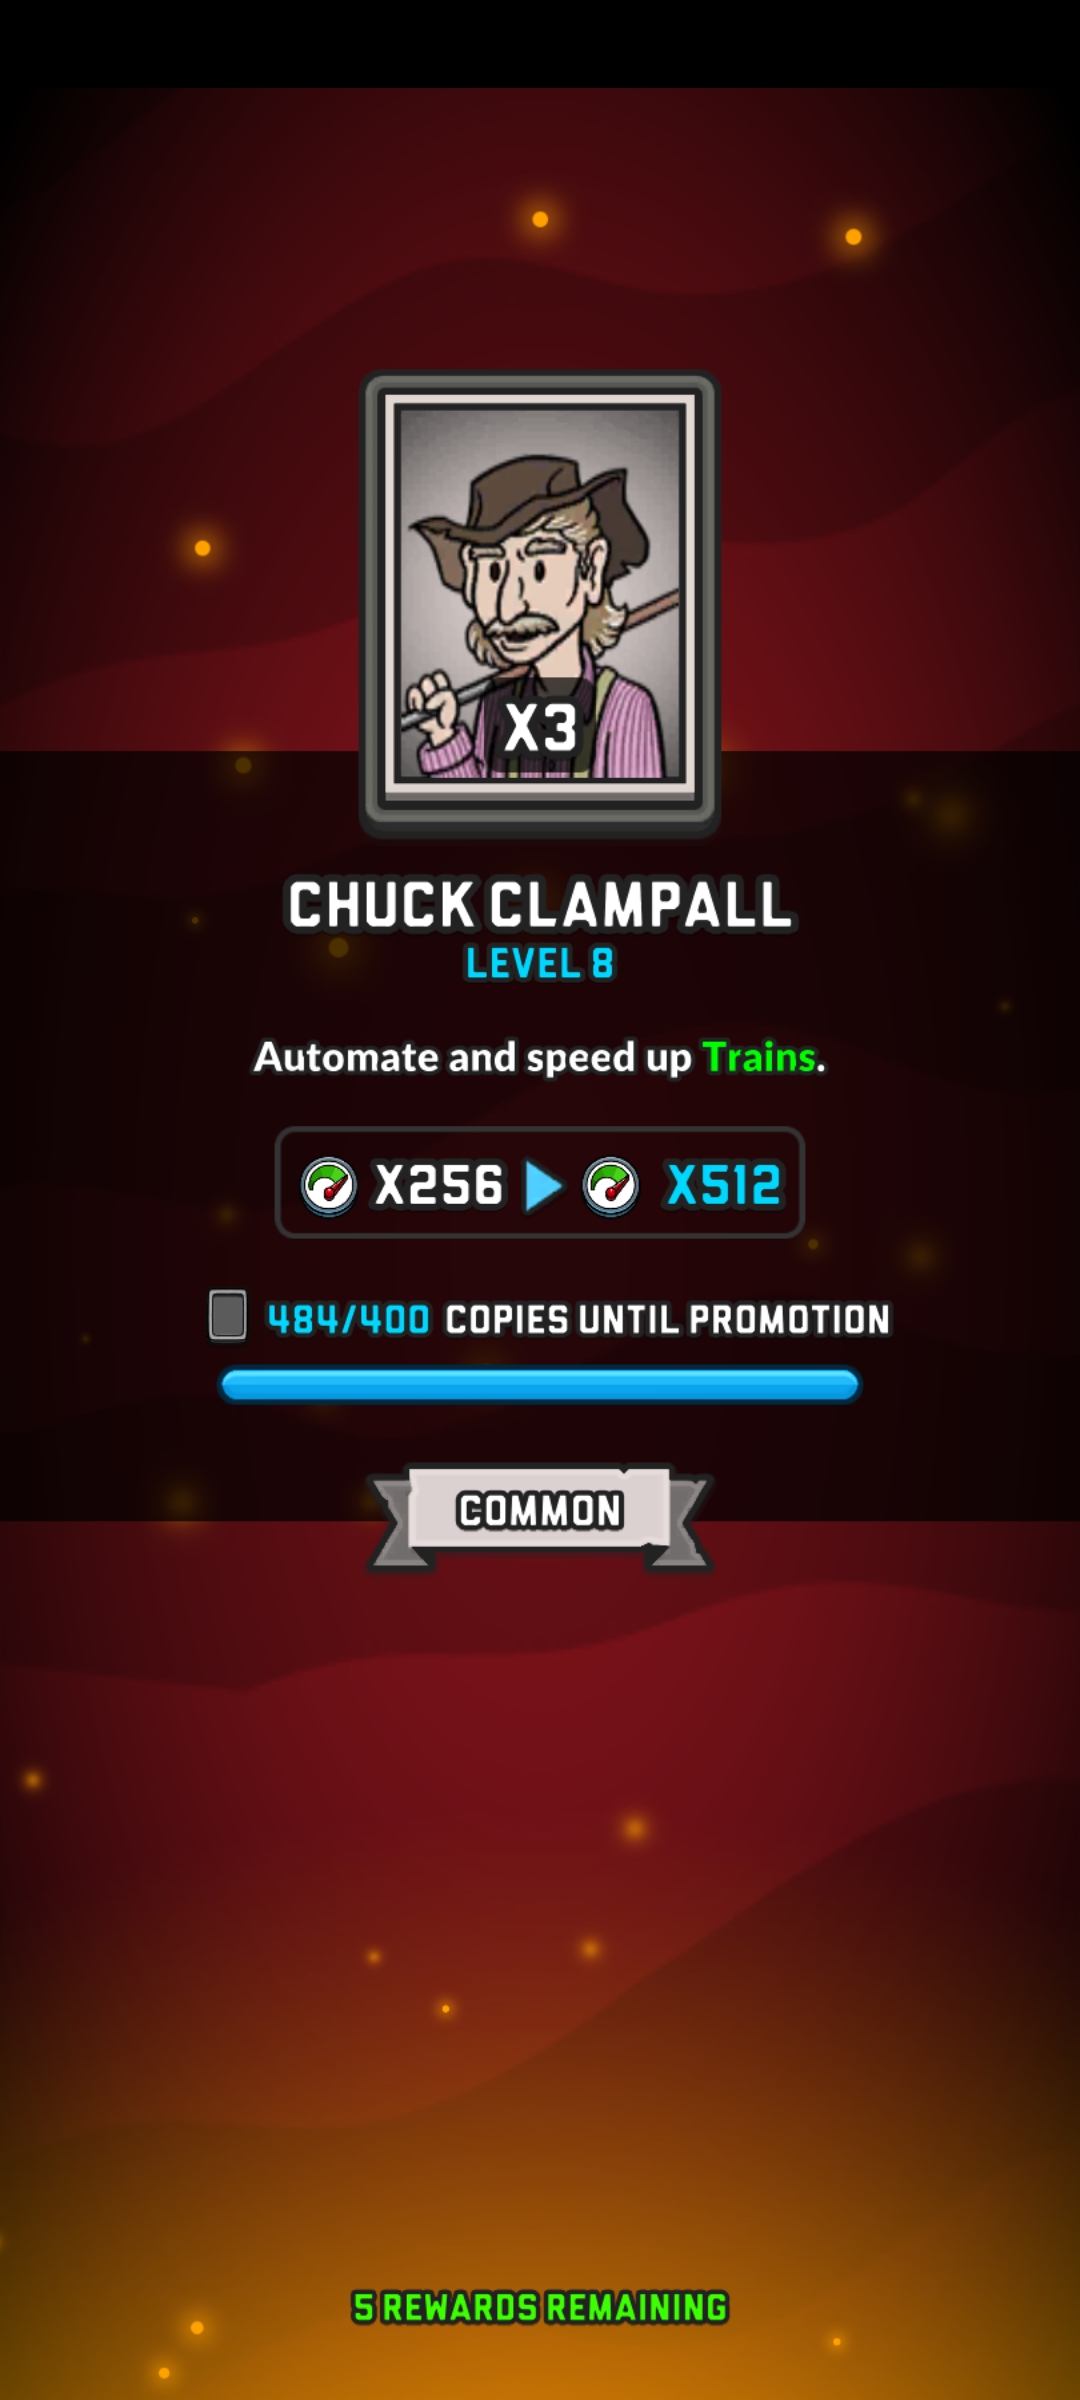 X3
CHUCK CLAMPALL
LEVEL 8
Automate and speed up Trains.
X256 X512
484/400 COPIES UNTIL PROMOTION
COMMON
5 REWARDS REMAINING